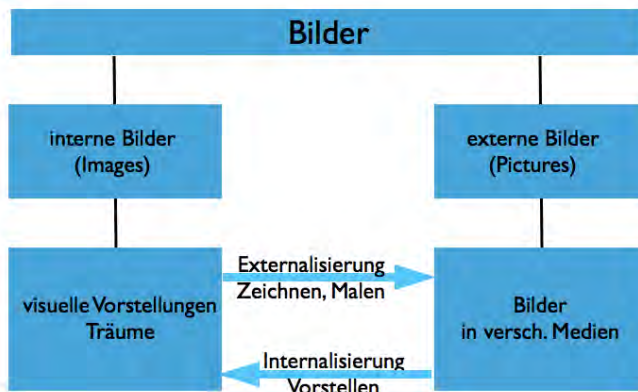 Bilder
interne Bilder
(Images)
externe Bilder
(Pictures)
visuelle Vorstellungen
Träume
Externalisierung
Zeichnen, Malen
Bilder
in versch. Medien
Internalisierung
Vorstellen